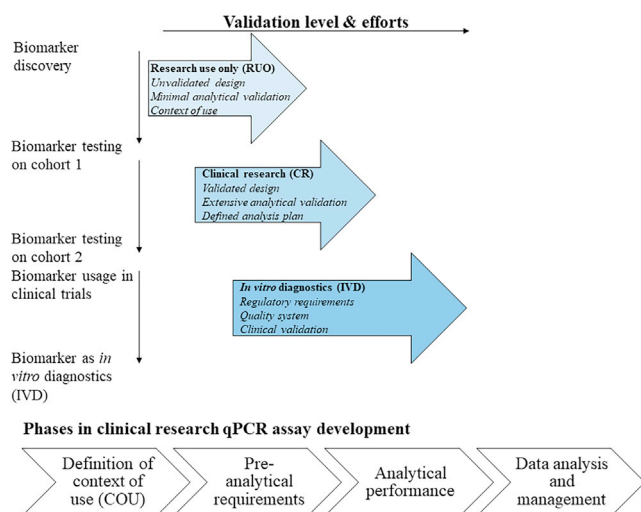 Validation level & efforts
Biomarker
discovery
Research use only (RUO)
Unvalidated design
Minimal analytical validation
Context of use
Biomarker testing
on cohort 1
Clinical research (CR)
Validated design
Extensive analytical validation
Defined analysis plan
Biomarker testing
on cohort 2
Biomarker usage in
clinical trials
In vitro diagnostics (IVD)
Regulatory requirements
Quality system
Clinical validation
Biomarker as in
vitro diagnostics
(IVD)
Phases in clinical research qPCR assay development
Definition of
context of
use (COU)
Pre-
analytical
requirements
Analytical
performance
Data analysis
and
management